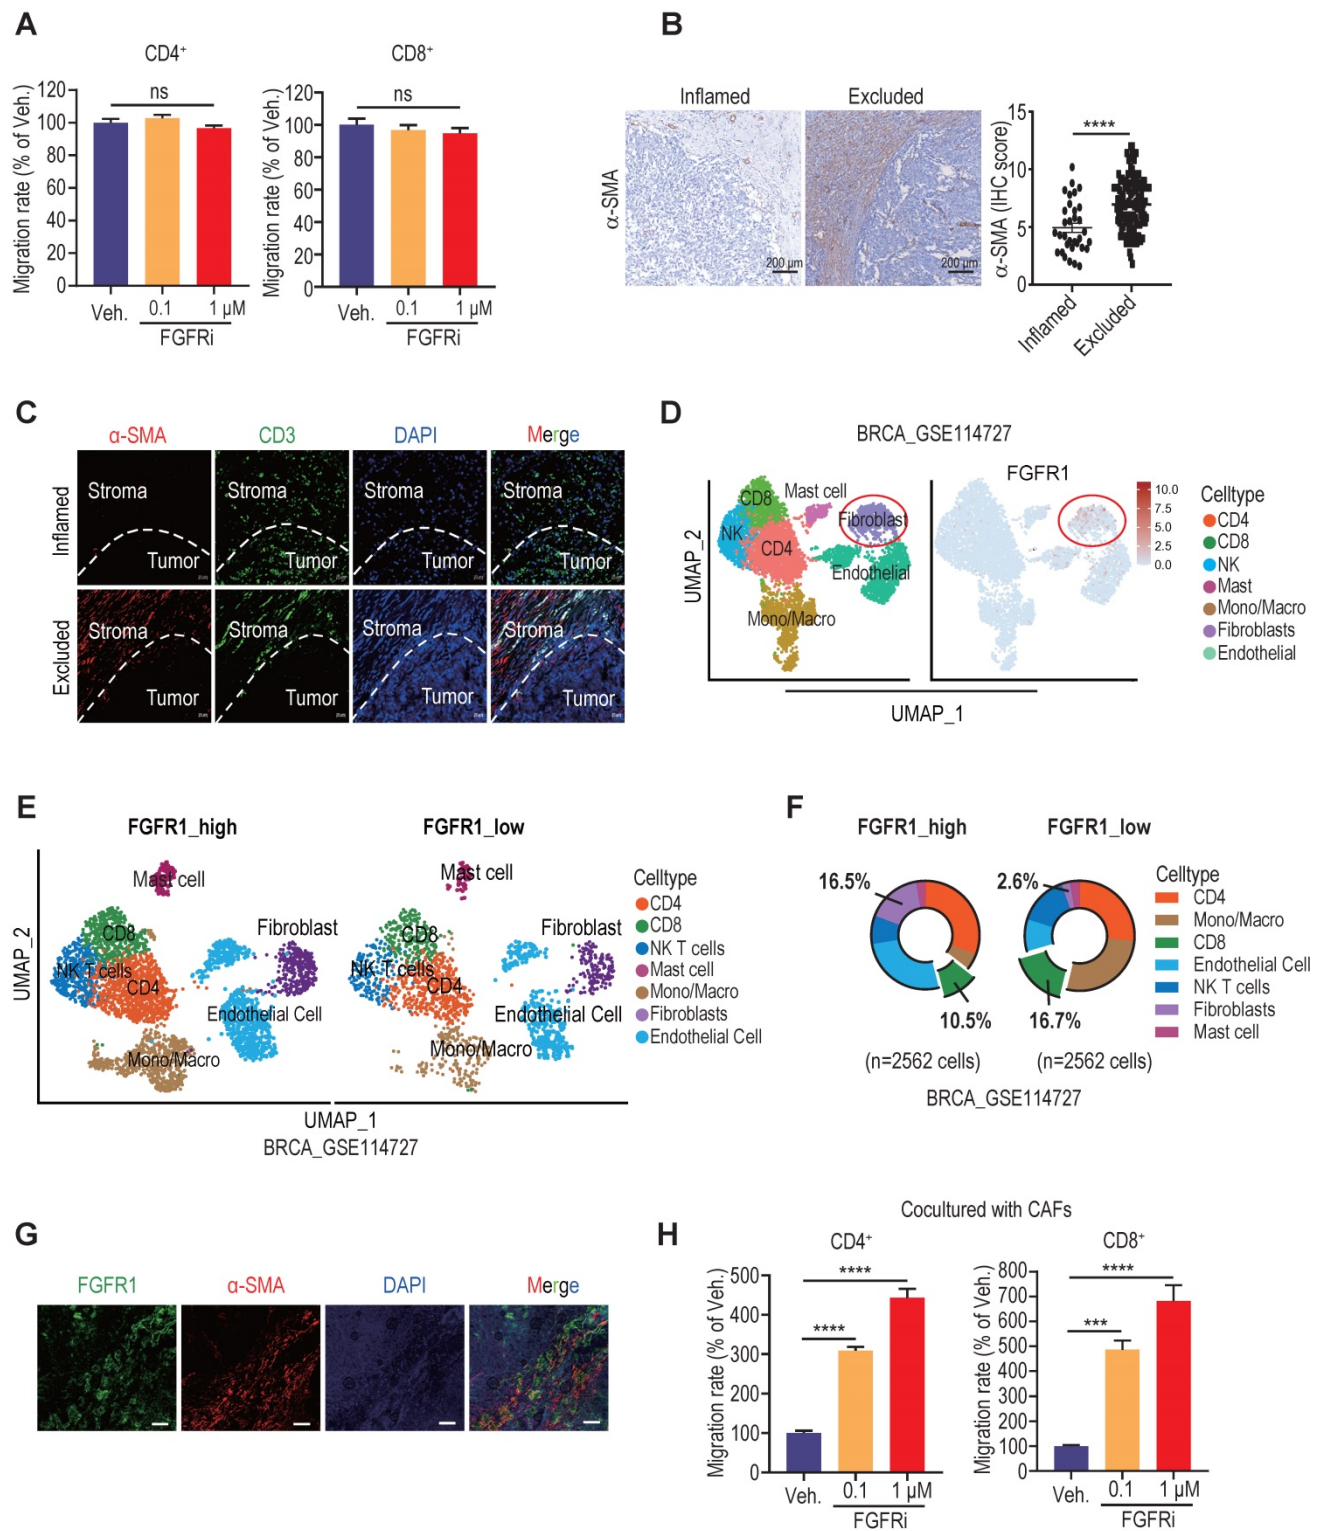 A
CD4+
Migration rate (% of Veh.)
120
100
80
60
40
20
0
ns
Veh.
0.1
1 μM
FGFRi
CD8+
Migration rate (% of Veh.)
120
100
80
60
40
20
0
ns
Veh.
0.1
1 μM
FGFRi
B
Inflamed
Excluded
α-SMA
200 μm
200 μm
α-SMA (IHC score)
15
10
5
0
****
Inflamed
Excluded
C
α-SMA
CD3
DAPI
Merge
Inflamed
Stroma
Stroma
Stroma
Stroma
Tumor
Tumor
Tumor
Tumor
Excluded
Stroma
Stroma
Stroma
Stroma
Tumor
Tumor
Tumor
Tumor
D
BRCA_GSE114727
UMAP_2
CD8
Mast cell
Fibroblast
NK
CD4
Endothelial
Mono/Macro
FGFR1
10.0
7.5
5.0
2.5
0.0
UMAP_1
Celltype
CD4
CD8
NK
Mast
Mono/Macro
Fibroblasts
Endothelial
E
FGFR1_high
FGFR1_low
UMAP_2
Mast cell
CD8
Fibroblast
NK T cells
CD4
Endothelial Cell
Mono/Macro
Mast cell
CD8
Fibroblast
NK T cells
CD4
Endothelial Cell
Mono/Macro
UMAP_1
BRCA_GSE114727
Celltype
CD4
CD8
NK T cells
Mast cell
Mono/Macro
Fibroblasts
Endothelial Cell
F
FGFR1_high
FGFR1_low
16.5%
10.5%
2.6%
16.7%
(n=2562 cells)
(n=2562 cells)
BRCA_GSE114727
Celltype
CD4
Mono/Macro
CD8
Endothelial Cell
NK T cells
Fibroblasts
Mast cell
G
FGFR1
α-SMA
DAPI
Merge
H
Cocultured with CAFs
CD4+
Migration rate (% of Veh.)
500
400
300
200
100
0
****
****
Veh.
0.1
1 μM
FGFRi
CD8+
Migration rate (% of Veh.)
800
700
600
500
400
300
200
100
0
****
***
Veh.
0.1
1 μM
FGFRi